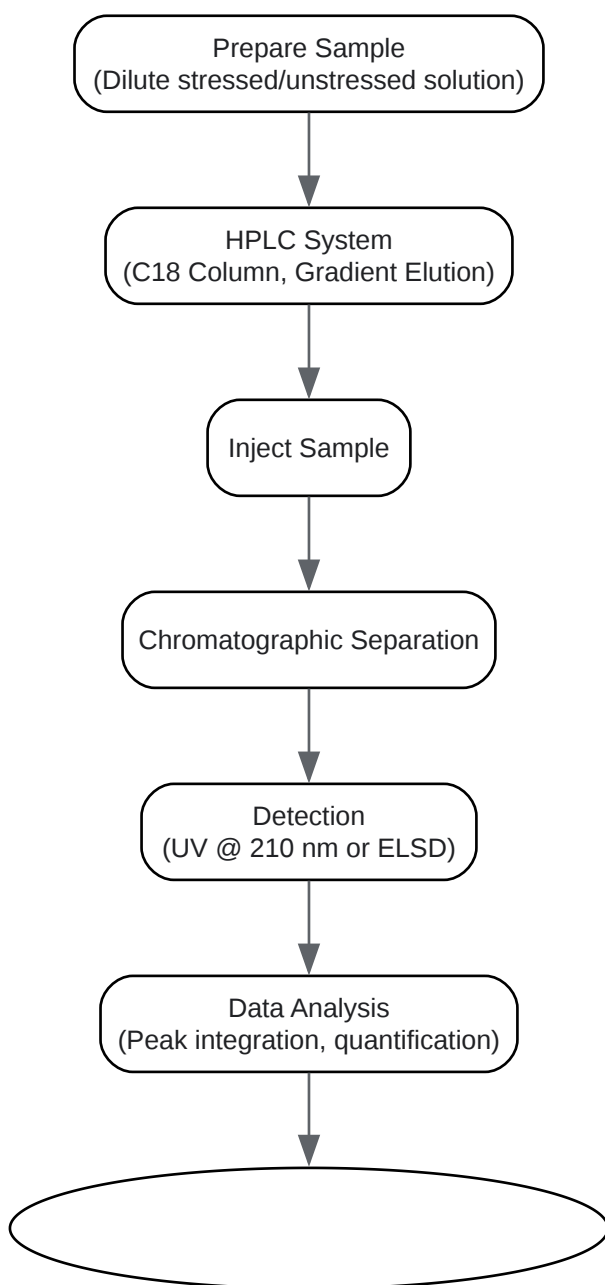 Prepare Sample
(Dilute stressed/unstressed solution)
HPLC System
(C18 Column, Gradient Elution)
Inject Sample
Chromatographic Separation
Detection
(UV @ 210 nm or ELSD)
Data Analysis
(Peak integration, quantification)